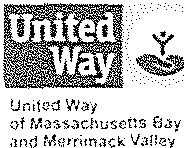 United
Way
United Way
of Massachusetts Bay
and Merrimack Valley